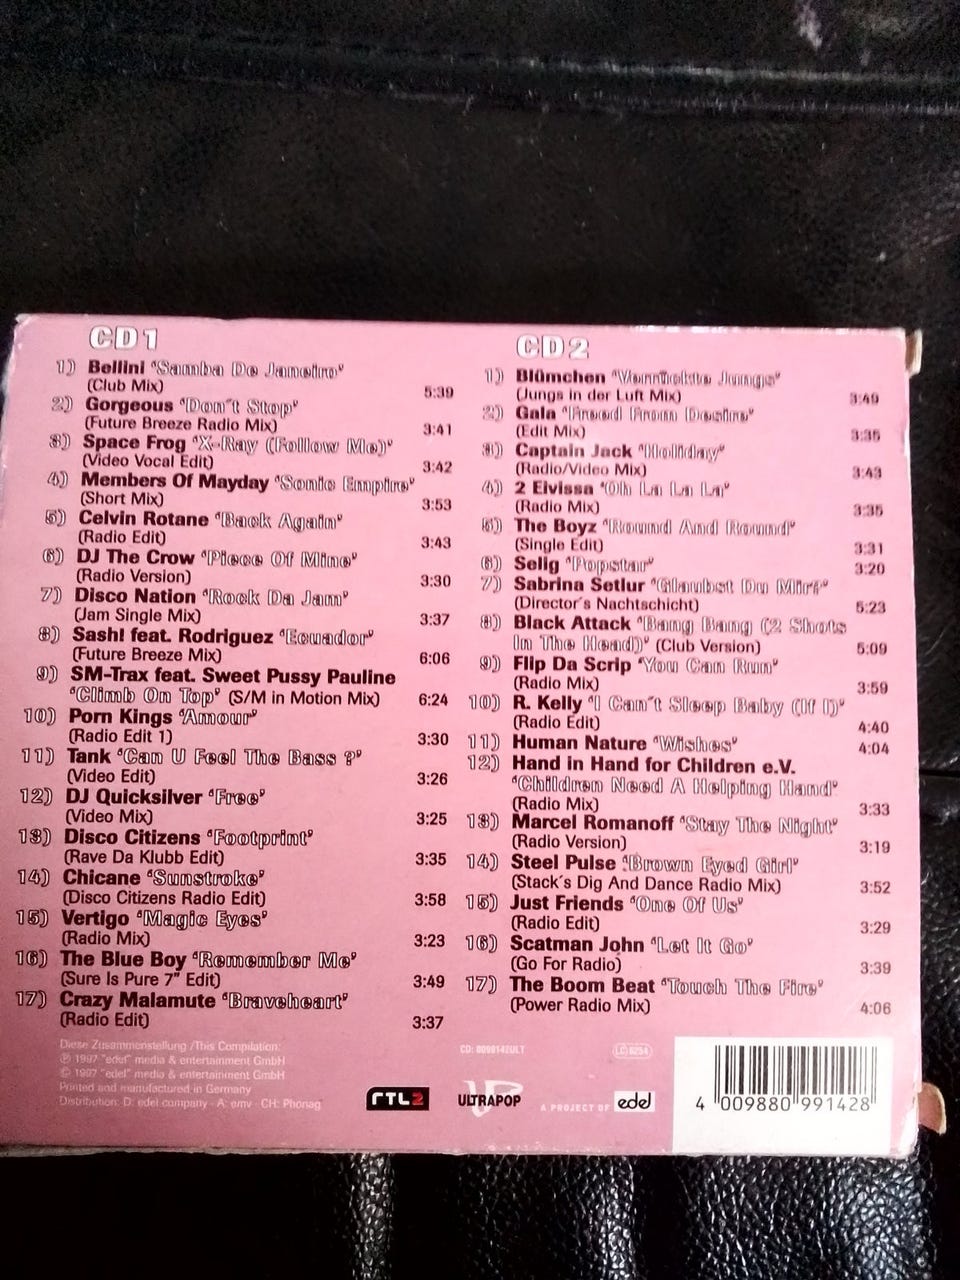 CD 1
1) Bellini 'Samba De Janeiro'
(Club Mix) 5:39
2) Gorgeous 'Don´t Stop'
(Future Breeze Radio Mix) 3:41
3) Space Frog 'X-Ray (Follow Me)'
(Video Vocal Edit) 3:42
4) Members Of Mayday 'Sonic Empire'
(Short Mix) 3:53
5) Celvin Rotane 'Back Again'
(Radio Edit) 3:43
6) DJ The Crow 'Piece Of Mine'
(Radio Version) 3:30
7) Disco Nation 'Rock Da Jam'
(Jam Single Mix) 3:37
8) Sash! feat. Rodriguez 'Ecuador'
(Future Breeze Mix) 6:06
9) SM-Trax feat. Sweet Pussy Pauline
'Climb On Top' (S/M in Motion Mix) 6:24
10) Porn Kings 'Amour'
(Radio Edit 1) 3:30
11) Tank 'Can U Feel The Bass ?'
(Video Edit) 3:26
12) DJ Quicksilver 'Free'
(Video Mix) 3:25
13) Disco Citizens 'Footprint'
(Rave Da Klubb Edit) 3:35
14) Chicane 'Sunstroke'
(Disco Citizens Radio Edit) 3:58
15) Vertigo 'Magic Eyes'
(Radio Mix) 3:23
16) The Blue Boy 'Remember Me'
(Sure Is Pure 7" Edit) 3:49
17) Crazy Malamute 'Braveheart'
(Radio Edit) 3:37
CD 2
1) Blümchen 'Verrückte Jungs'
(Jungs in der Luft Mix) 3:49
2) Gala 'Freed From Desire'
(Edit Mix) 3:35
3) Captain Jack 'Holiday'
(Radio/Video Mix) 3:43
4) 2 Eivissa 'Oh La La La'
(Radio Mix) 3:35
5) The Boyz 'Round And Round'
(Single Edit) 3:31
6) Selig 'Popstar' 3:20
7) Sabrina Setlur 'Glaubst Du Mir?'
(Director´s Nachtschicht) 5:23
8) Black Attack 'Bang Bang (2 Shots
In The Head)' (Club Version) 5:09
9) Flip Da Scrip 'You Can Run'
(Radio Mix) 3:59
10) R. Kelly 'I Can´t Sleep Baby (If I)'
(Radio Edit) 4:40
11) Human Nature 'Wishes' 4:04
12) Hand in Hand for Children e.V.
'Children Need A Helping Hand'
(Radio Mix) 3:33
13) Marcel Romanoff 'Stay The Night'
(Radio Version) 3:19
14) Steel Pulse 'Brown Eyed Girl'
(Stack´s Dig And Dance Radio Mix) 3:52
15) Just Friends 'One Of Us'
(Radio Edit) 3:29
16) Scatman John 'Let It Go'
(Go For Radio) 3:39
17) The Boom Beat 'Touch The Fire'
(Power Radio Mix) 4:06
Diese Zusammenstellung /This Compilation:
℗ 1997 "edel" media & entertainment GmbH
© 1997 "edel" media & entertainment GmbH
Printed and manufactured in Germany
Distribution: D: edel company · A: emv · CH: Phonag
CD: 0099142ULT
LC 6254
RTL2
ULTRAPOP
A PROJECT OF edel
4 009880 991428